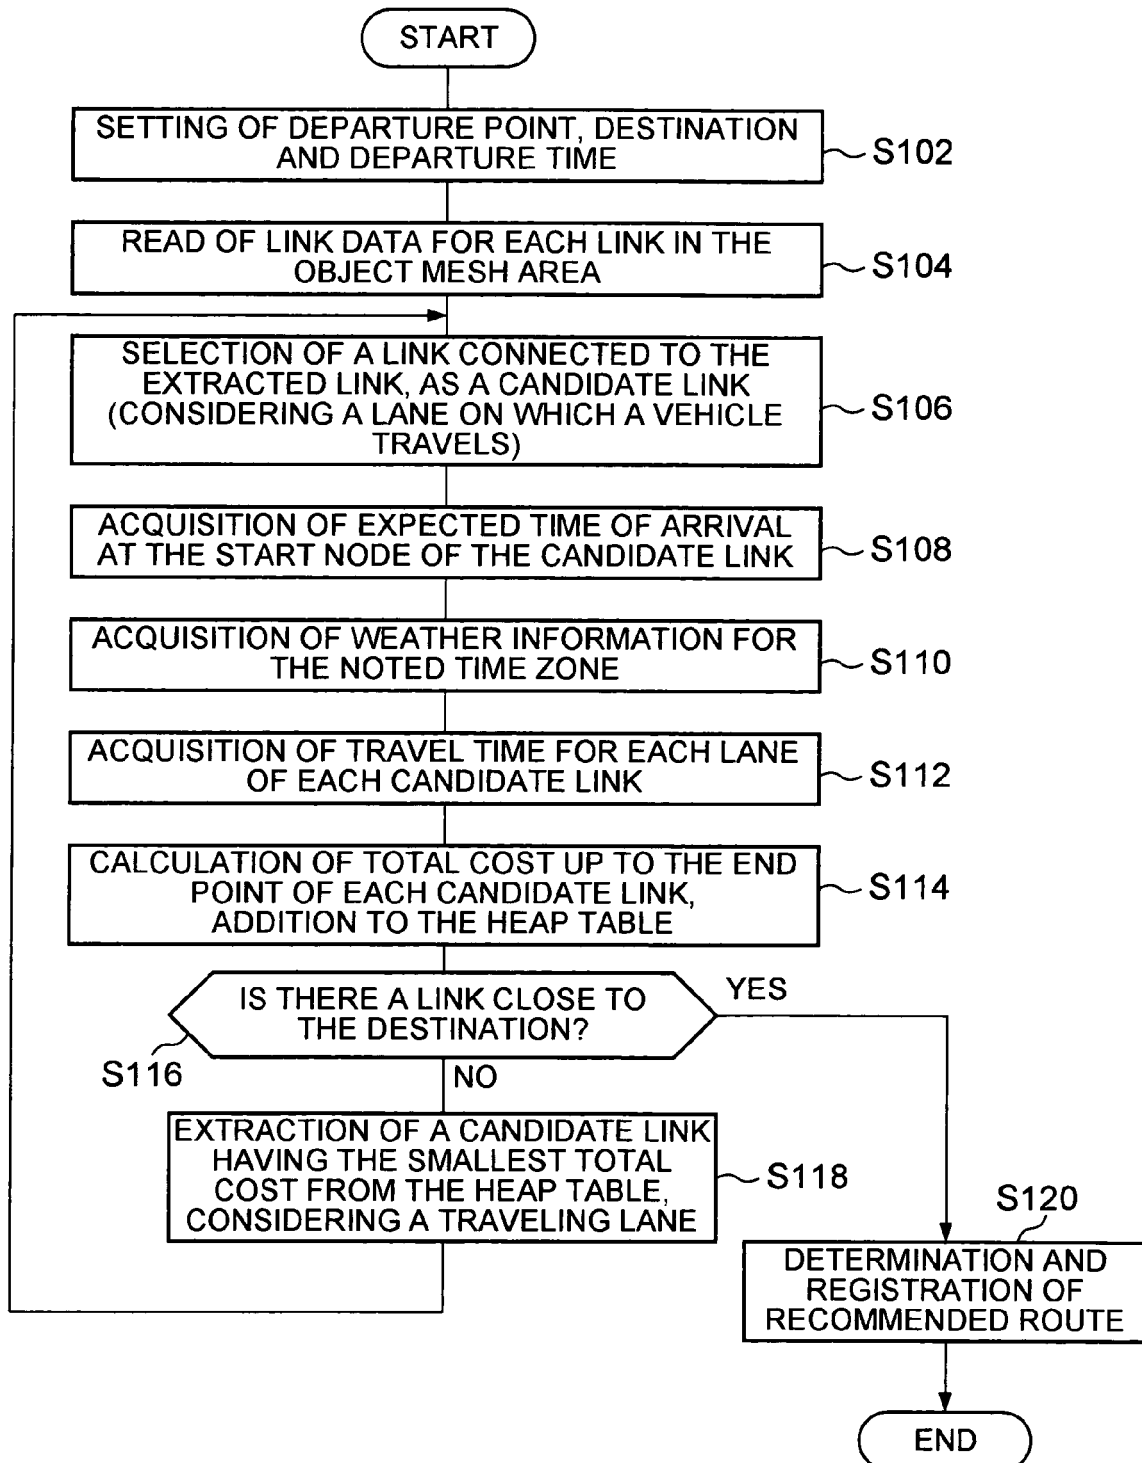 START
SETTING OF DEPARTURE POINT, DESTINATION
AND DEPARTURE TIME
S102
READ OF LINK DATA FOR EACH LINK IN THE
OBJECT MESH AREA
S104
SELECTION OF A LINK CONNECTED TO THE
EXTRACTED LINK, AS A CANDIDATE LINK
(CONSIDERING A LANE ON WHICH A VEHICLE
TRAVELS)
S106
ACQUISITION OF EXPECTED TIME OF ARRIVAL
AT THE START NODE OF THE CANDIDATE LINK
S108
ACQUISITION OF WEATHER INFORMATION FOR
THE NOTED TIME ZONE
S110
ACQUISITION OF TRAVEL TIME FOR EACH LANE
OF EACH CANDIDATE LINK
S112
CALCULATION OF TOTAL COST UP TO THE END
POINT OF EACH CANDIDATE LINK,
ADDITION TO THE HEAP TABLE
S114
IS THERE A LINK CLOSE TO
THE DESTINATION?
YES
S116
NO
EXTRACTION OF A CANDIDATE LINK
HAVING THE SMALLEST TOTAL
COST FROM THE HEAP TABLE,
CONSIDERING A TRAVELING LANE
S118
S120
DETERMINATION AND
REGISTRATION OF
RECOMMENDED ROUTE
END